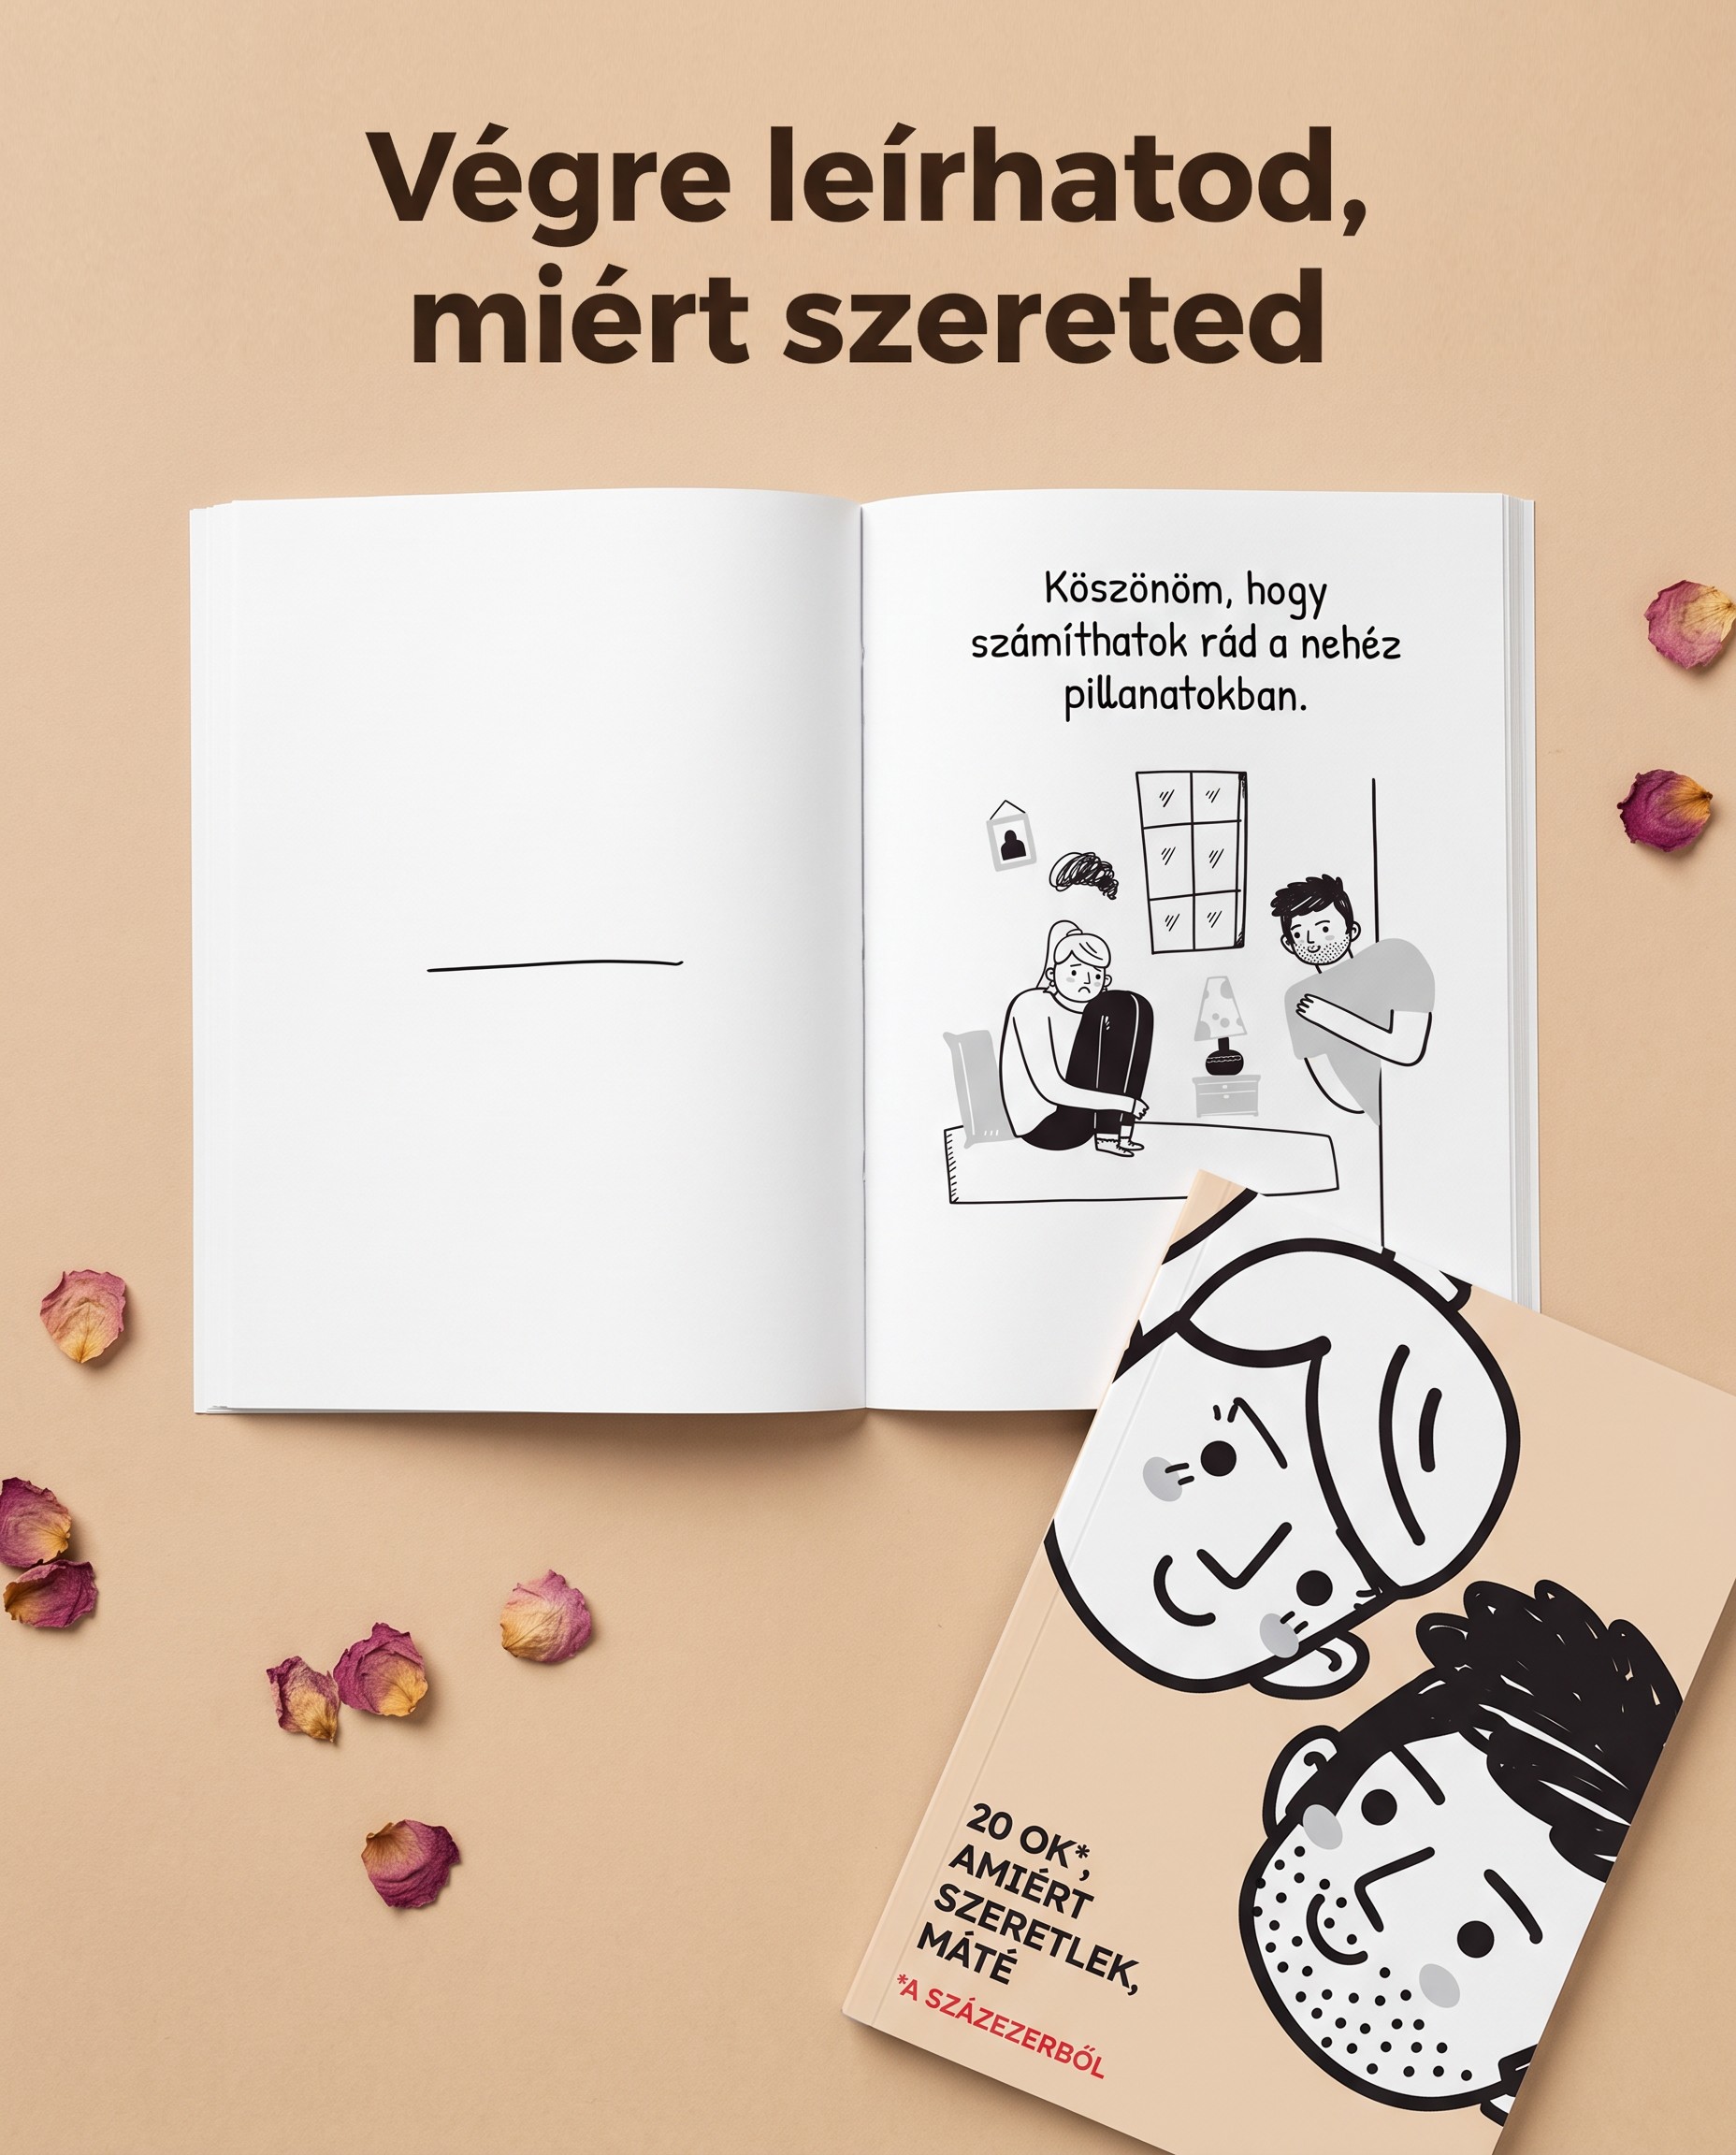 Végre leírhatod,
miért szereted
Köszönöm, hogy
számíthatok rád a nehéz
pillanatokban.
20 OK*,
AMIÉRT
SZERETLEK,
MÁTÉ
*A SZÁZEZERBŐL